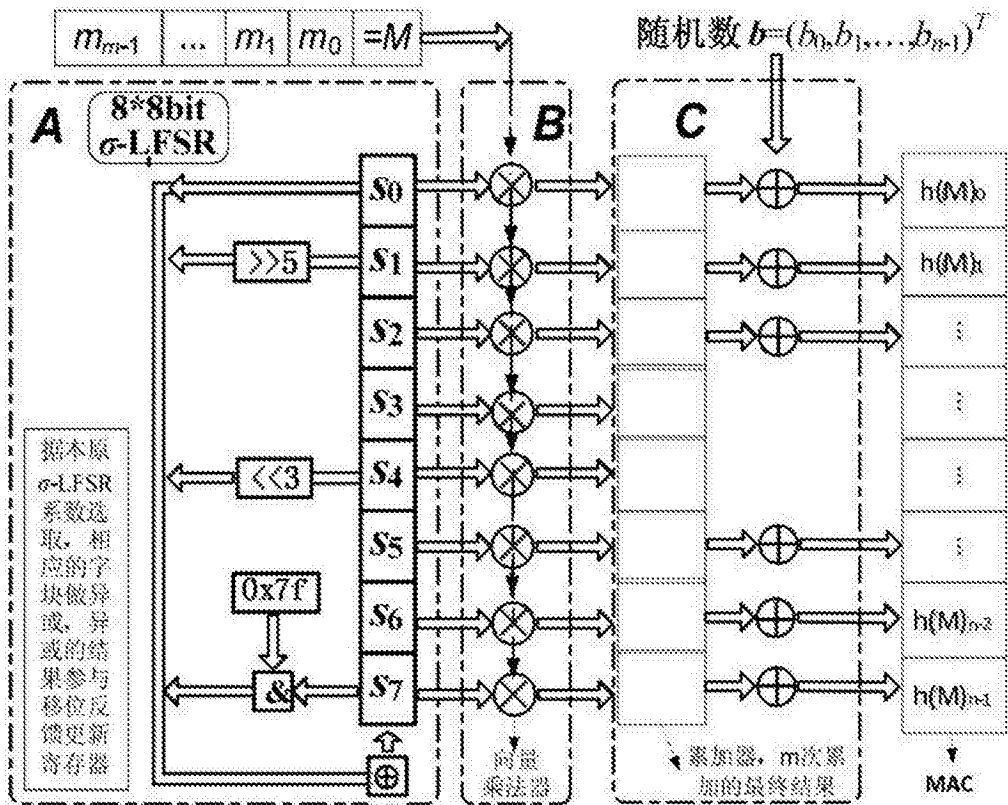 m_{m-1} ... m_1 m_0 =M
随机数 b=(b_0,b_1,...,b_{n-1})^T
A
8*8bit
σ-LFSR
B
C
S0
h(M)_0
>>5
S1
h(M)_1
S2
⋮
S3
⋮
<<3
S4
⋮
S5
0x7f
S6
h(M)_{n-2}
&
S7
h(M)_{n-1}
据本原
σ-LFSR
系数选
取，相
应的字
块做异
或，异
或的结
果参与
移位反
馈更新
寄存器
向量
乘法器
累加器，m次累
加的最终结果
MAC